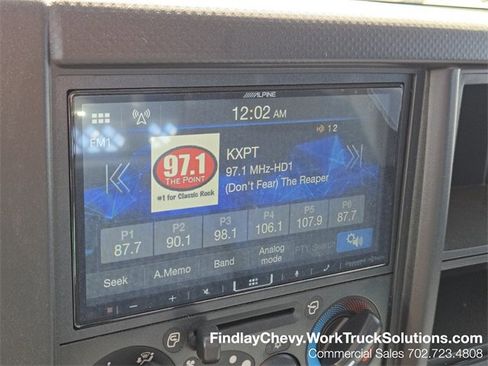 ALPINE
12:02 AM
FM1
12
97.1
THE POINT
#1 for Classic Rock
KXPT
97.1 MHz-HD1
(Don't Fear) The Reaper
P1 P2 P3 P4 P5 P6
87.7 90.1 98.1 106.1 107.9 87.7
Seek A.Memo Band Analog mode PTY Search
FindlayChevy.WorkTruckSolutions.com
Commercial Sales 702.723.4808